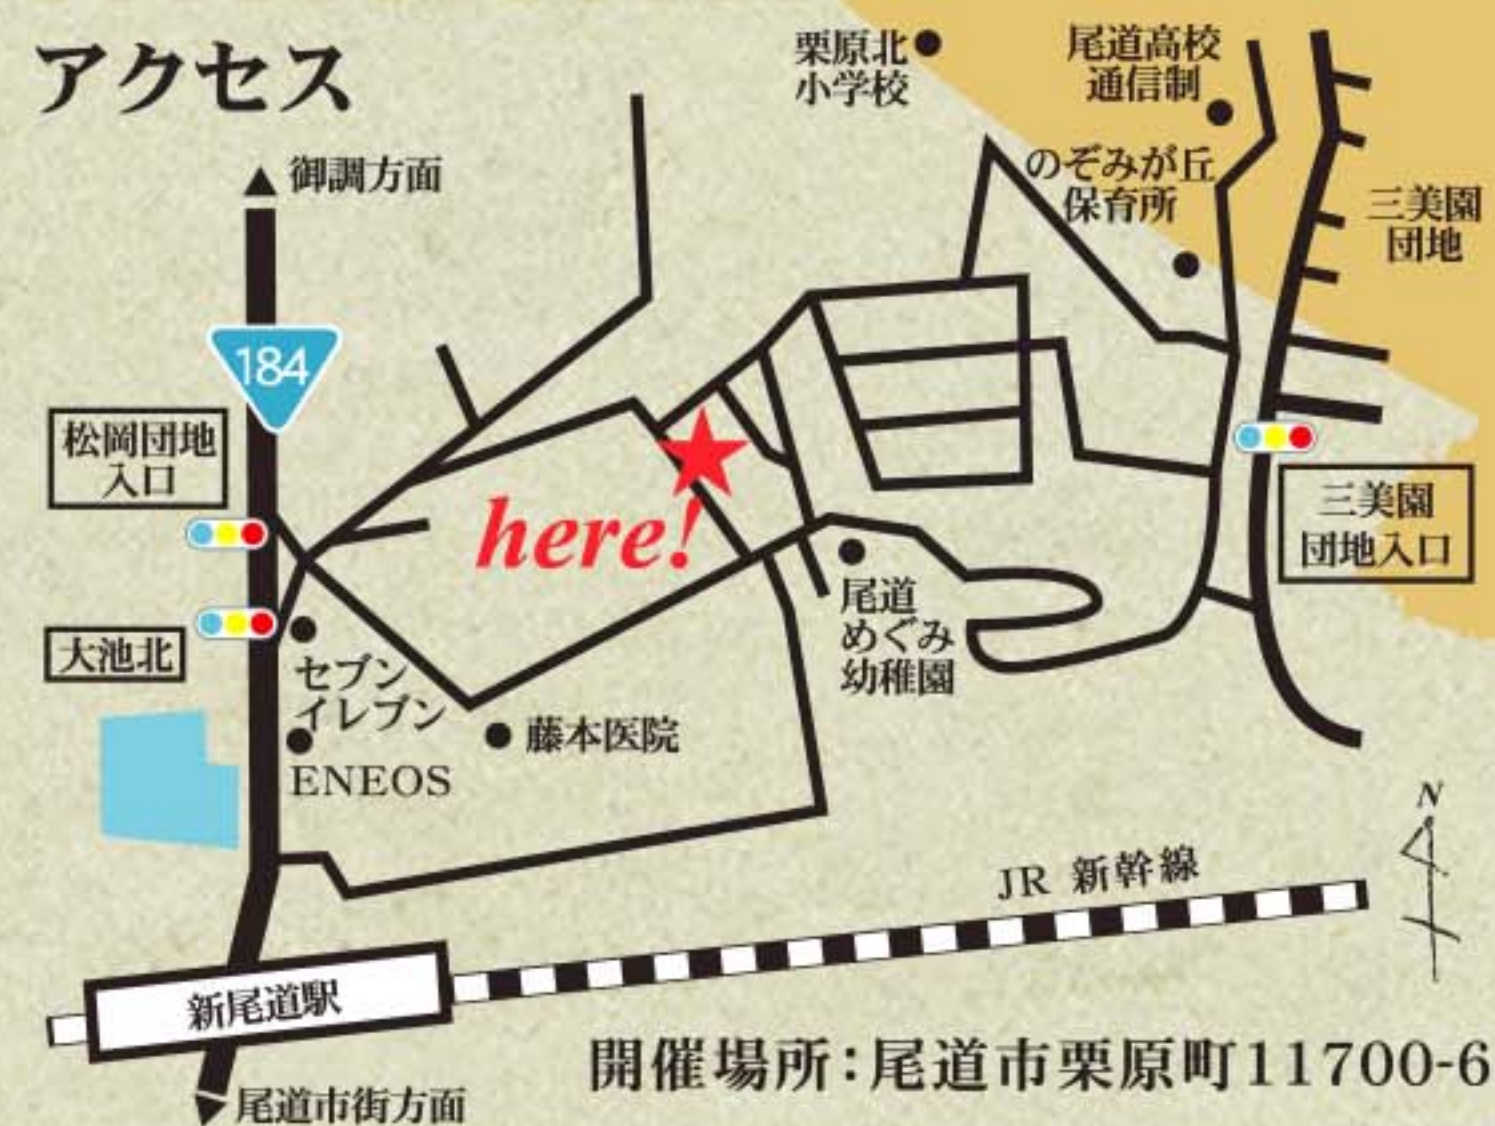 アクセス
栗原北
小学校
尾道高校
通信制
御調方面
のぞみが丘
保育所
三美園
団地
184
松岡団地
入口
here!
三美園
団地入口
尾道
めぐみ
幼稚園
大池北
セブン
イレブン
藤本医院
ENEOS
N
JR 新幹線
新尾道駅
開催場所:尾道市栗原町11700-6
尾道市街方面